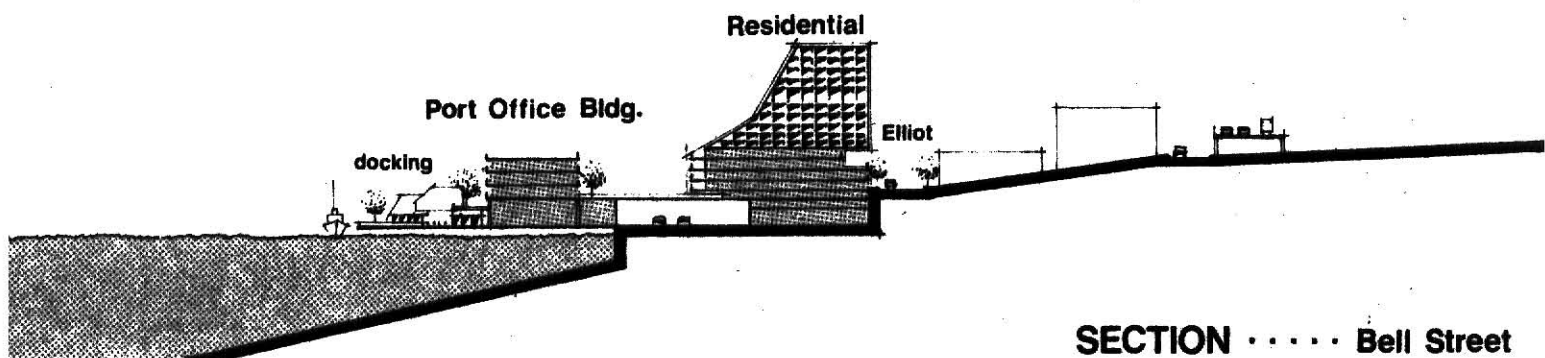 Residential
Port Office Bldg.
Elliot
docking
SECTION ····· Bell Street